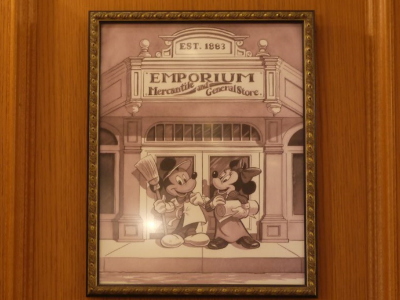 EST. 1863
EMPORIUM
Mercantile and General Store